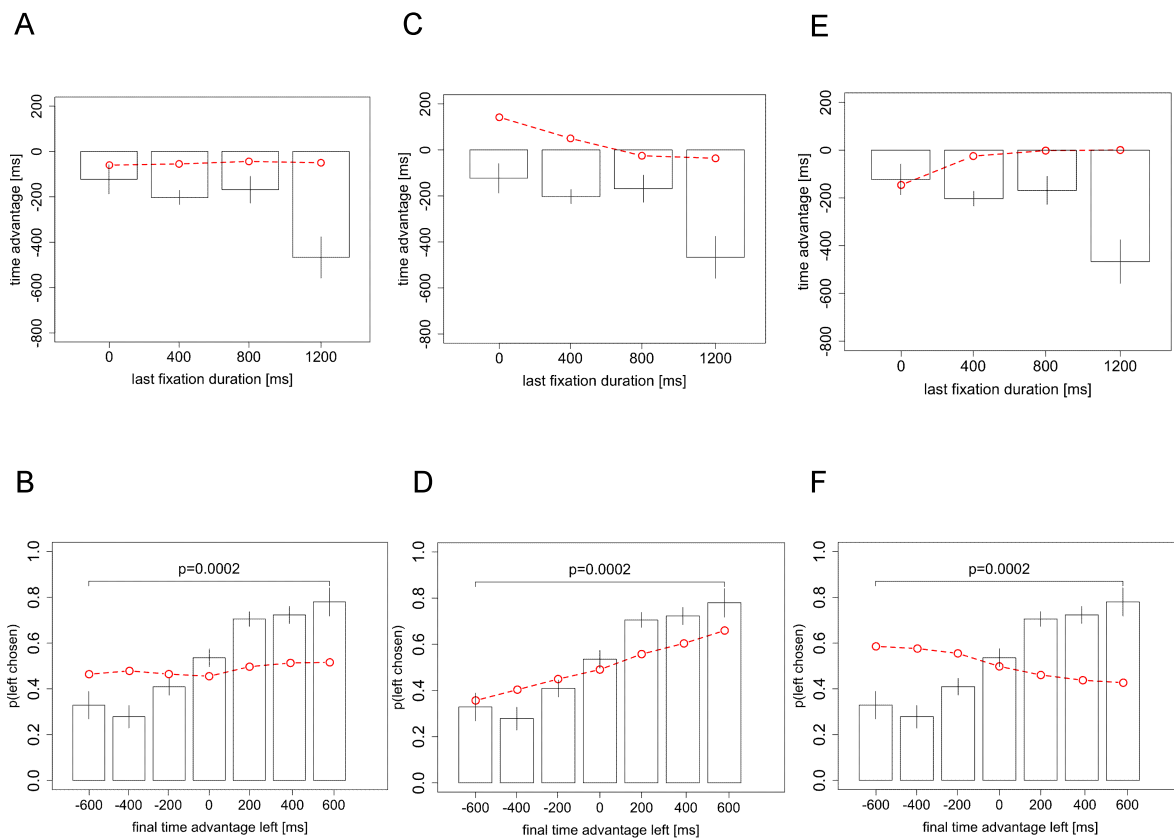 A
200
0
-200
-400
-600
-800
time advantage [ms]
0 400 800 1200
last fixation duration [ms]
C
200
0
-200
-400
-600
-800
time advantage [ms]
0 400 800 1200
last fixation duration [ms]
E
200
0
-200
-400
-600
-800
time advantage [ms]
0 400 800 1200
last fixation duration [ms]
B
1.0
0.8
0.6
0.4
0.2
0.0
p(left chosen)
p=0.0002
-600 -400 -200 0 200 400 600
final time advantage left [ms]
D
1.0
0.8
0.6
0.4
0.2
0.0
p(left chosen)
p=0.0002
-600 -400 -200 0 200 400 600
final time advantage left [ms]
F
1.0
0.8
0.6
0.4
0.2
0.0
p(left chosen)
p=0.0002
-600 -400 -200 0 200 400 600
final time advantage left [ms]